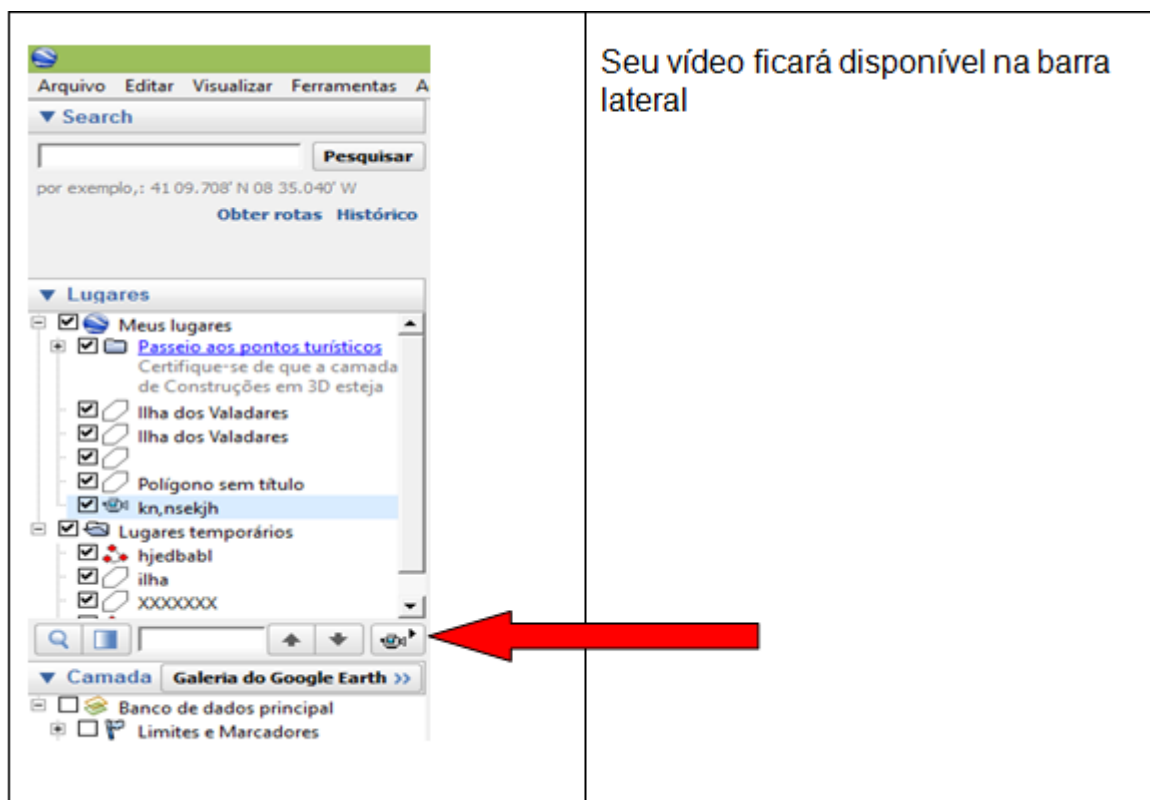 Arquivo Editar Visualizar Ferramentas A
Search
Pesquisar
por exemplo,: 41 09.708' N 08 35.040' W
Obter rotas Histórico
Lugares
Meus lugares
Passeio aos pontos turísticos
Certifique-se de que a camada
de Construções em 3D esteja
Ilha dos Valadares
Ilha dos Valadares
Polígono sem título
kn,nsekjh
Lugares temporários
hjedbabl
ilha
XXXXXXX
Camada Galeria do Google Earth >>
Banco de dados principal
Limites e Marcadores
Seu vídeo ficará disponível na barra
lateral